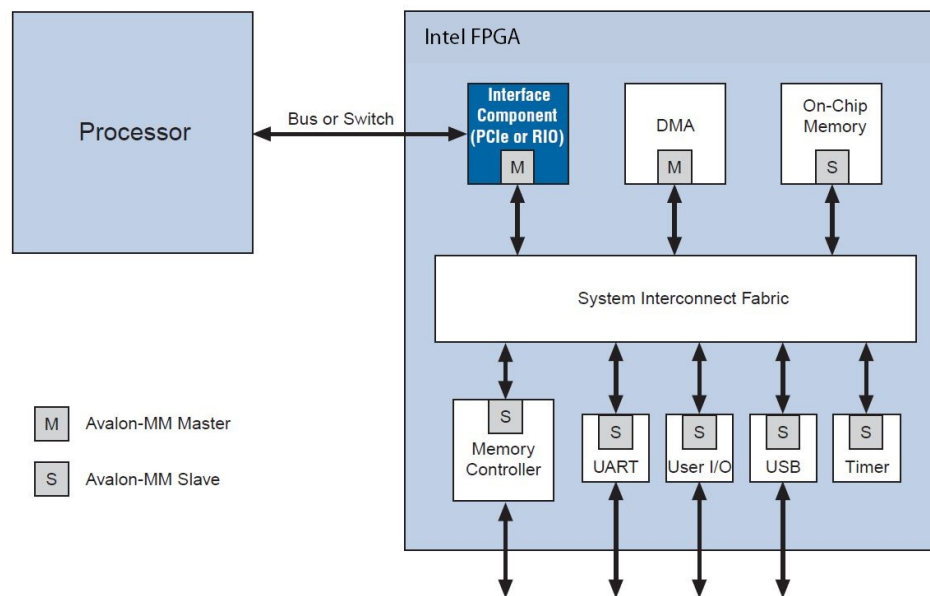 Intel FPGA
Processor
Bus or Switch
Interface
Component
(PCIe or RIO)
M
DMA
M
On-Chip
Memory
S
System Interconnect Fabric
S
Memory
Controller
S
UART
S
User I/O
S
USB
S
Timer
M
Avalon-MM Master
S
Avalon-MM Slave